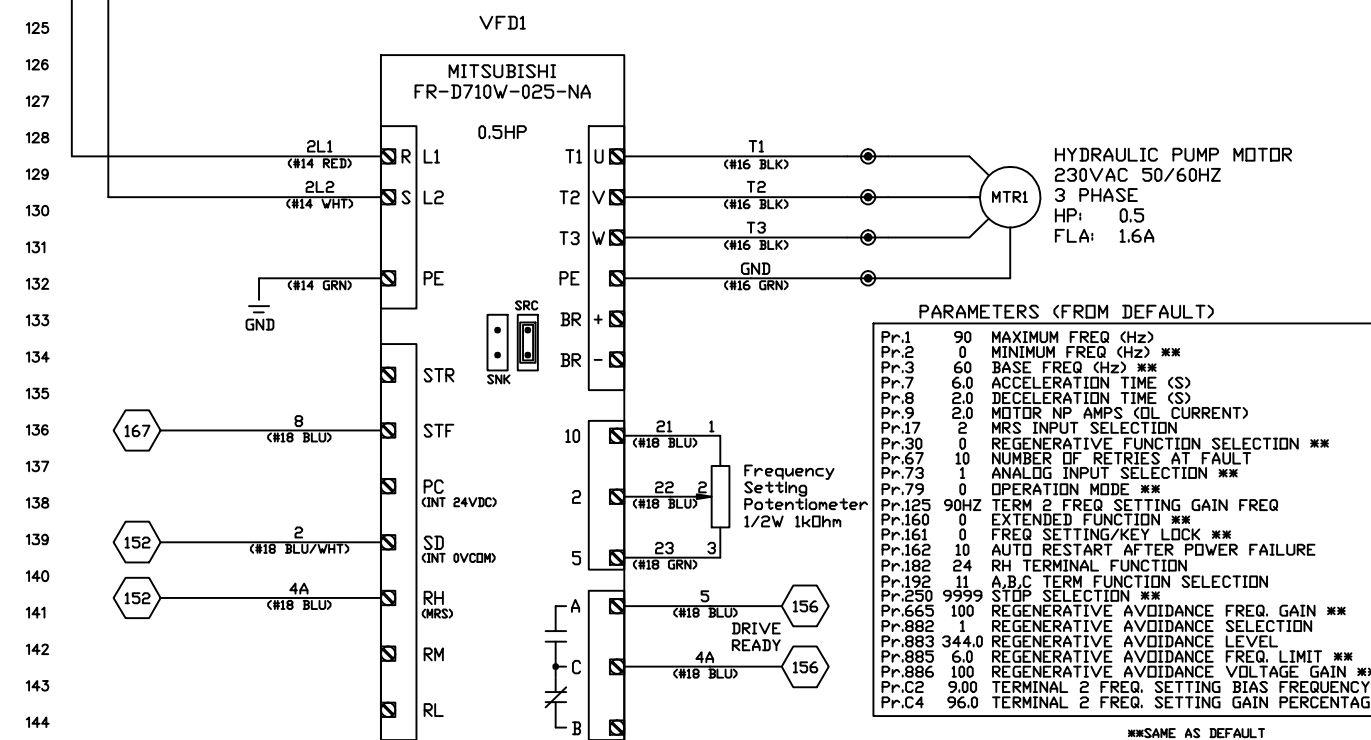 125
VFD1
126
MITSUBISHI
FR-D710W-025-NA
127
128
0.5HP
2L1
(#14 RED)
R L1
T1 U
T1
(#16 BLK)
HYDRAULIC PUMP MOTOR
230VAC 50/60HZ
3 PHASE
HP: 0.5
FLA: 1.6A
MTR1
129
2L2
(#14 WHT)
S L2
T2 V
T2
(#16 BLK)
130
131
T3 W
T3
(#16 BLK)
132
(#14 GRN)
GND
PE
PE
GND
(#16 GRN)
133
SRC
SNK
BR +
134
BR -
STR
135
136
167
8
(#18 BLU)
STF
10
21 1
(#18 BLU)
137
138
PC
(INT 24VDC)
2
22 2
(#18 BLU)
Frequency
Setting
Potentiometer
1/2W 1kOhm
139
152
2
(#18 BLU/WHT)
SD
(INT 0VCOM)
5
23 3
(#18 GRN)
140
152
4A
(#18 BLU)
RH
(MRS)
141
A
5
(#18 BLU)
156
DRIVE
READY
142
RM
C
4A
(#18 BLU)
156
143
RL
144
B
PARAMETERS (FROM DEFAULT)
Pr.1 90 MAXIMUM FREQ (Hz)
Pr.2 0 MINIMUM FREQ (Hz) **
Pr.3 60 BASE FREQ (Hz) **
Pr.7 6.0 ACCELERATION TIME (S)
Pr.8 2.0 DECELERATION TIME (S)
Pr.9 2.0 MOTOR NP AMPS (OL CURRENT)
Pr.17 2 MRS INPUT SELECTION
Pr.30 0 REGENERATIVE FUNCTION SELECTION **
Pr.67 10 NUMBER OF RETRIES AT FAULT
Pr.73 1 ANALOG INPUT SELECTION **
Pr.79 0 OPERATION MODE **
Pr.125 90HZ TERM 2 FREQ SETTING GAIN FREQ
Pr.160 0 EXTENDED FUNCTION **
Pr.161 0 FREQ SETTING/KEY LOCK **
Pr.162 10 AUTO RESTART AFTER POWER FAILURE
Pr.182 24 RH TERMINAL FUNCTION
Pr.192 11 A,B,C TERM FUNCTION SELECTION
Pr.250 9999 STOP SELECTION **
Pr.665 100 REGENERATIVE AVOIDANCE FREQ. GAIN **
Pr.882 1 REGENERATIVE AVOIDANCE SELECTION
Pr.883 344.0 REGENERATIVE AVOIDANCE LEVEL
Pr.885 6.0 REGENERATIVE AVOIDANCE FREQ. LIMIT **
Pr.886 100 REGENERATIVE AVOIDANCE VOLTAGE GAIN **
Pr.C2 9.00 TERMINAL 2 FREQ. SETTING BIAS FREQUENCY
Pr.C4 96.0 TERMINAL 2 FREQ. SETTING GAIN PERCENTAG
**SAME AS DEFAULT